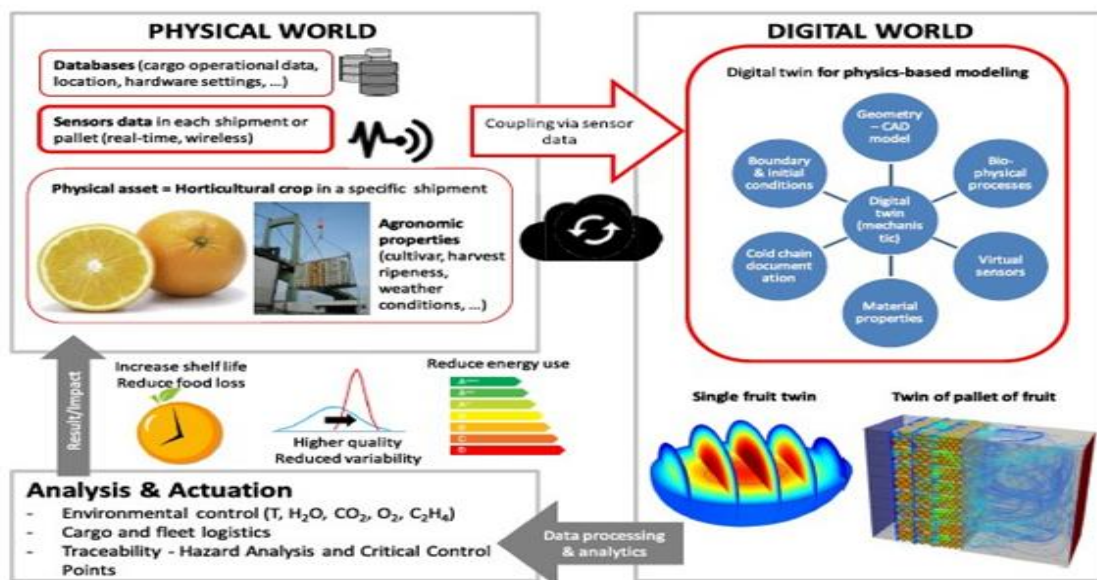 PHYSICAL WORLD
Databases (cargo operational data,
location, hardware settings, ...)
Sensors data in each shipment or
pallet (real-time, wireless)
Physical asset = Horticultural crop in a specific shipment
Agronomic
properties
(cultivar, harvest
ripeness,
weather
conditions, ...)
Coupling via sensor
data
DIGITAL WORLD
Digital twin for physics-based modeling
Geometry
– CAD
model
Boundary
& initial
conditions
Bio-
physical
processes
Digital
twin
(mechanis
tic)
Cold chain
document
ation
Virtual
sensors
Material
properties
Single fruit twin
Twin of pallet of fruit
Result/Impact
Increase shelf life
Reduce food loss
Higher quality
Reduced variability
Reduce energy use
Analysis & Actuation
- Environmental control (T, H₂O, CO₂, O₂, C₂H₄)
- Cargo and fleet logistics
- Traceability - Hazard Analysis and Critical Control
Points
Data processing
& analytics